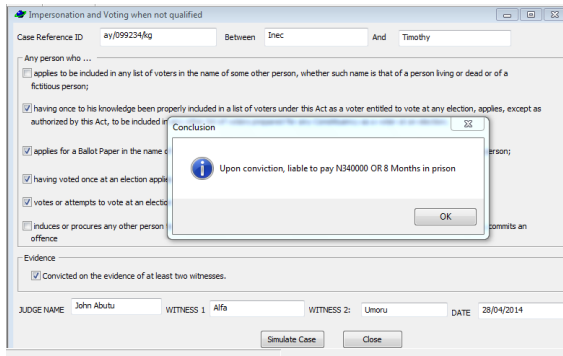 Impersonation and Voting when not qualified
Case Reference ID ay/099234/kg Between Inec And Timothy
Any person who ...
applies to be included in any list of voters in the name of some other person, whether such name is that of a person living or dead or of a
fictitious person;
having once to his knowledge been properly included in a list of voters under this Act as a voter entitled to vote at any election, applies, except as
authorized by this Act, to be included in
Conclusion
applies for a Ballot Paper in the name erson;
Upon conviction, liable to pay N340000 OR 8 Months in prison
having voted once at an election
votes or attempts to vote at an
OK
induces or procures any other person commits an
offence
Evidence
Convicted on the evidence of at least two witnesses.
JUDGE NAME John Abutu WITNESS 1 Alfa WITNESS 2: Umoru DATE 28/04/2014
Simulate Case Close